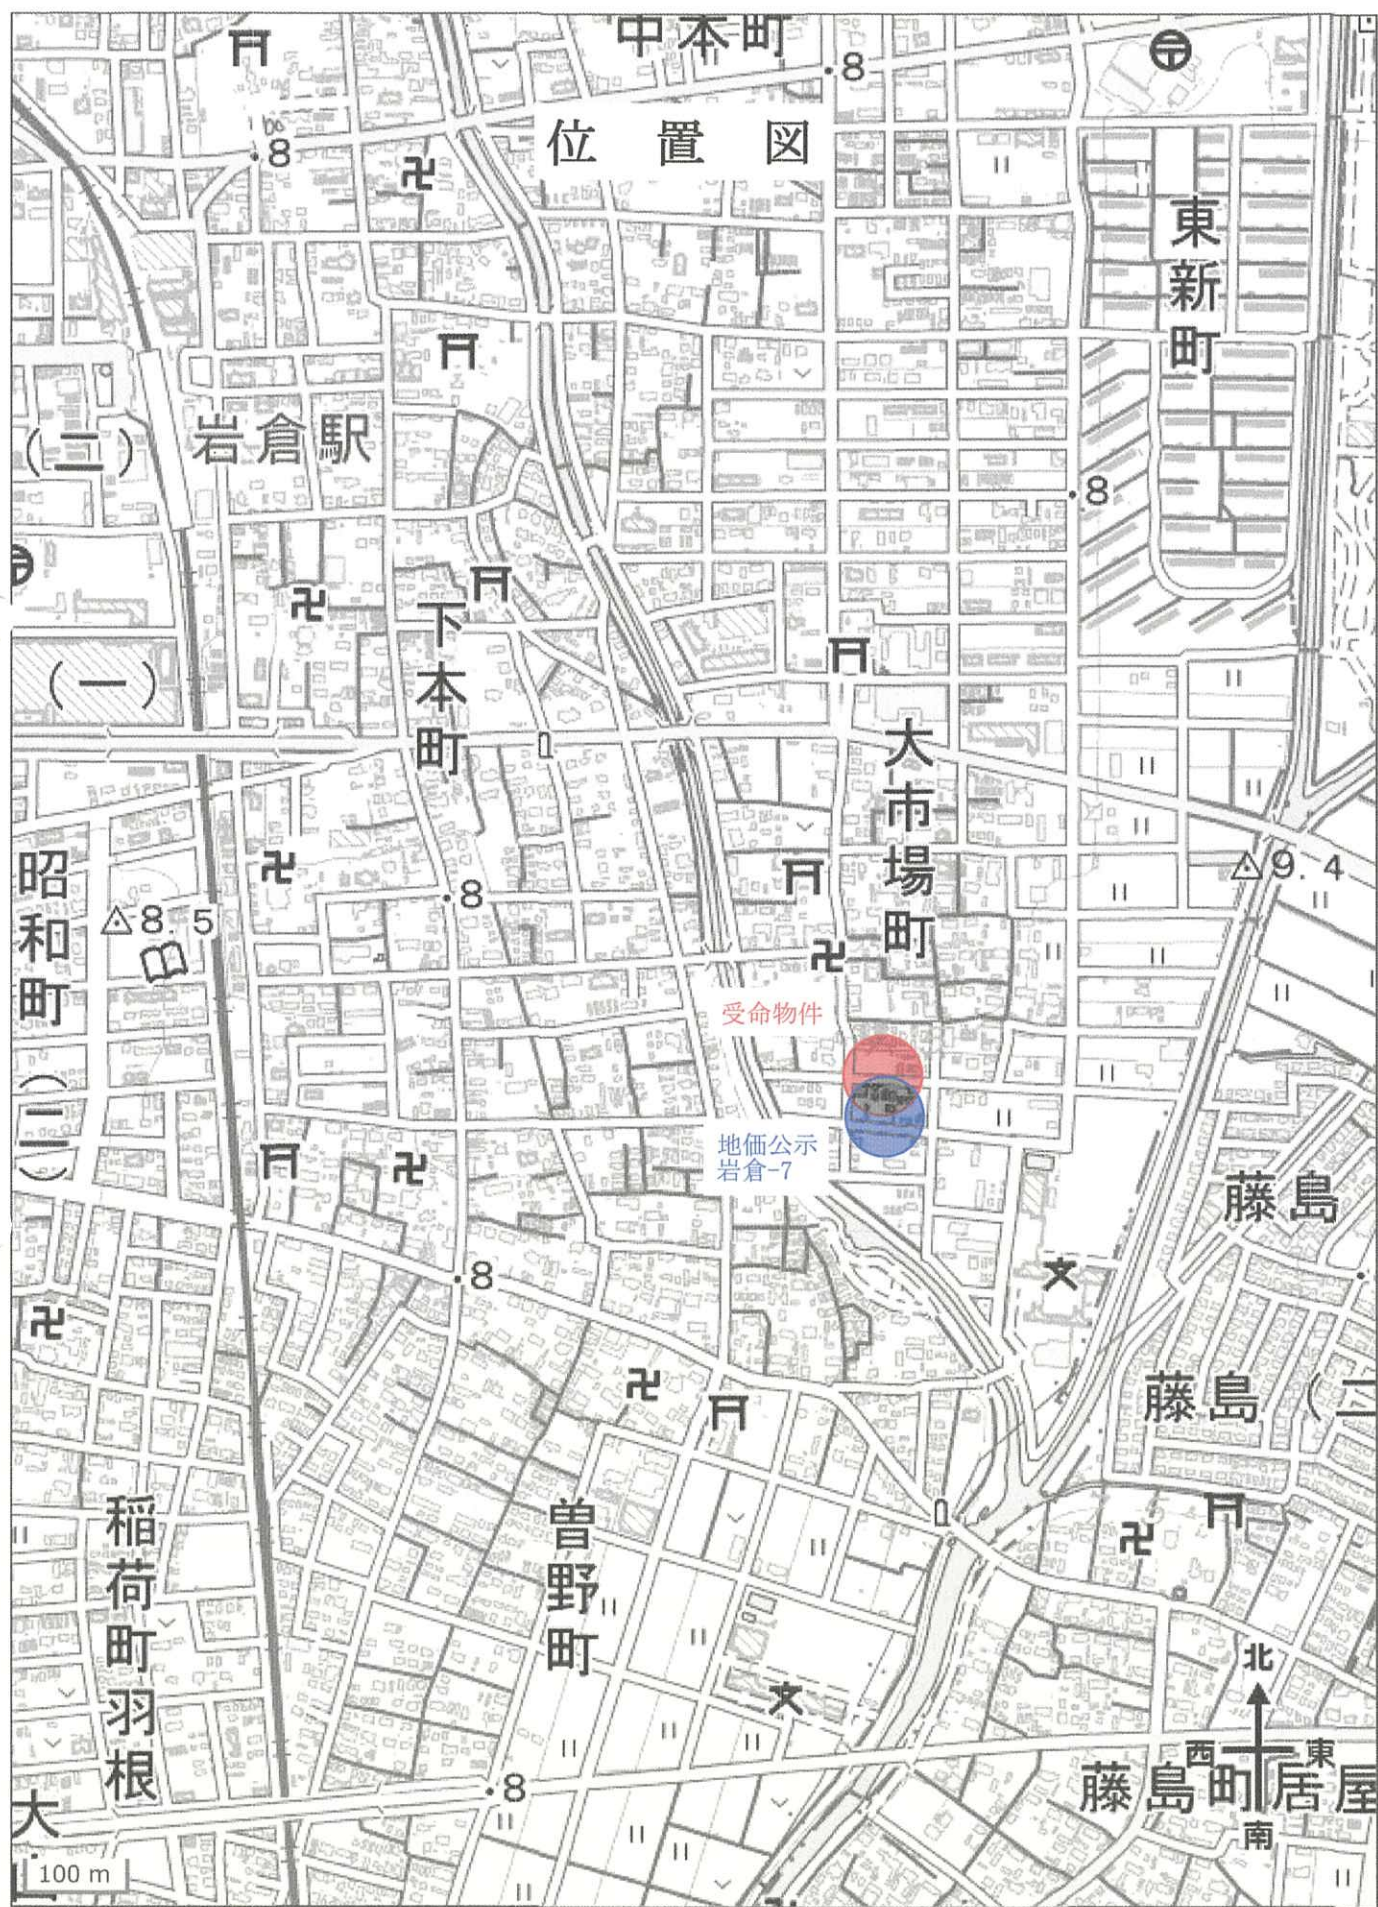 中本町
8
位置図
8
東新町
岩倉駅
(二)
8
下本町
(一)
大市場町
9.4
昭和町(二)
8.5
8
受命物件
地価公示
岩倉-7
藤島
8
藤島(二
稲荷町羽根
曽野町
北
西 東
南
藤島町居屋
8
大
100 m